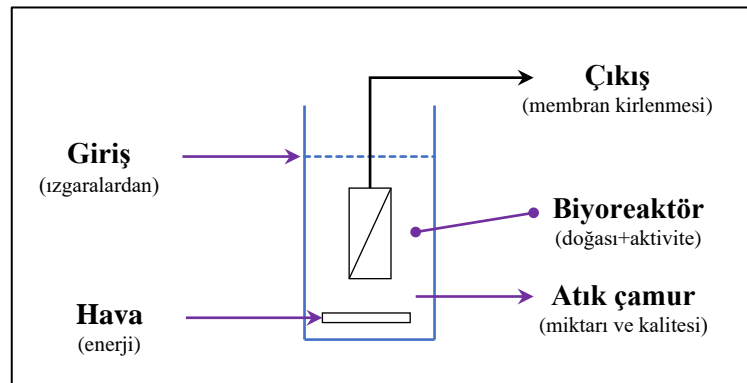 Çıkış
(membran kirlenmesi)
Giriş
(ızgaralardan)
Biyoreaktör
(doğası+aktivite)
Atık çamur
(miktarı ve kalitesi)
Hava
(enerji)